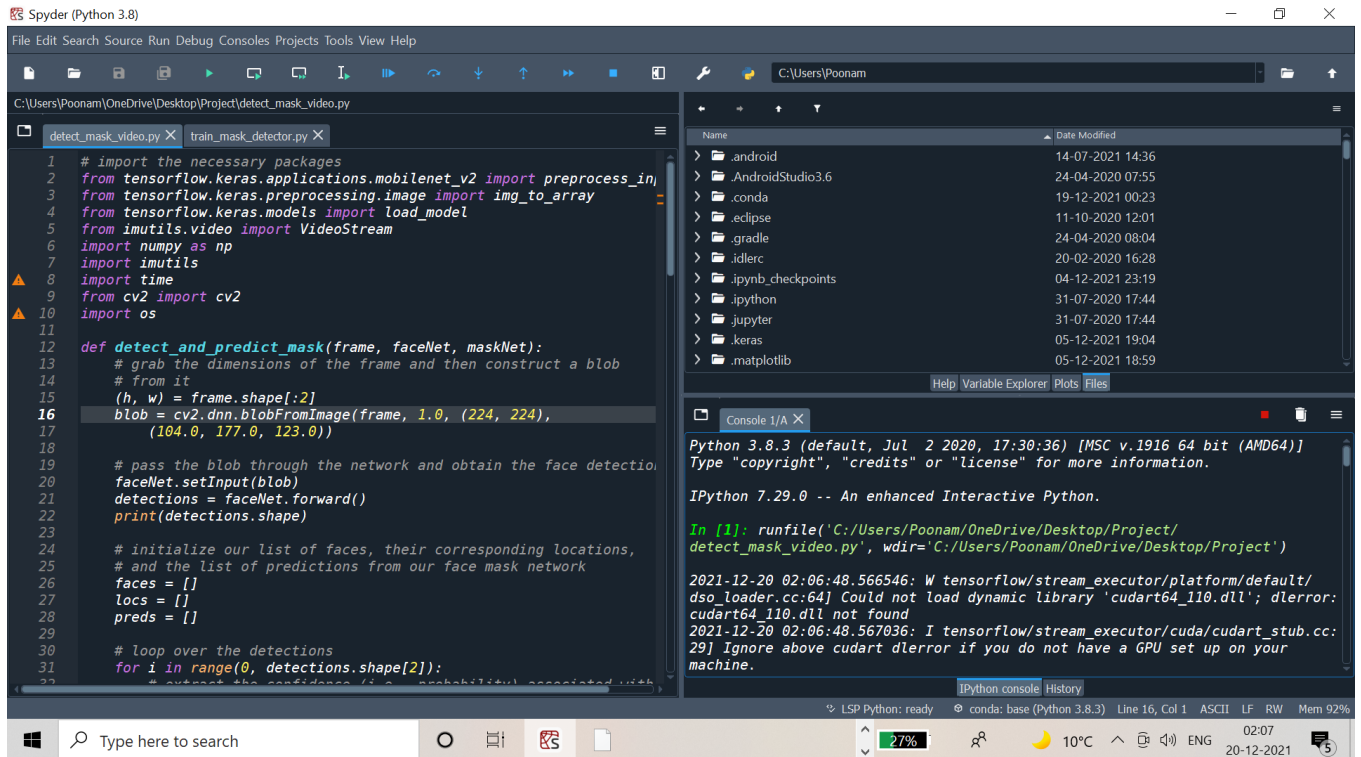 Spyder (Python 3.8)
File Edit Search Source Run Debug Consoles Projects Tools View Help
C:\Users\Poonam
C:\Users\Poonam\OneDrive\Desktop\Project\detect_mask_video.py
detect_mask_video.py train_mask_detector.py
1 # import the necessary packages
2 from tensorflow.keras.applications.mobilenet_v2 import preprocess_inp
3 from tensorflow.keras.preprocessing.image import img_to_array
4 from tensorflow.keras.models import load_model
5 from imutils.video import VideoStream
6 import numpy as np
7 import imutils
8 import time
9 from cv2 import cv2
10 import os
11
12 def detect_and_predict_mask(frame, faceNet, maskNet):
13 # grab the dimensions of the frame and then construct a blob
14 # from it
15 (h, w) = frame.shape[:2]
16 blob = cv2.dnn.blobFromImage(frame, 1.0, (224, 224),
17 (104.0, 177.0, 123.0))
18
19 # pass the blob through the network and obtain the face detection
20 faceNet.setInput(blob)
21 detections = faceNet.forward()
22 print(detections.shape)
23
24 # initialize our list of faces, their corresponding locations,
25 # and the list of predictions from our face mask network
26 faces = []
27 locs = []
28 preds = []
29
30 # loop over the detections
31 for i in range(0, detections.shape[2]):
32 # extract the confidence (i.e., probability) associated with
Name Date Modified
.android 14-07-2021 14:36
.AndroidStudio3.6 24-04-2020 07:55
.conda 19-12-2021 00:23
.eclipse 11-10-2020 12:01
.gradle 24-04-2020 08:04
.idlerc 20-02-2020 16:28
.ipynb_checkpoints 04-12-2021 23:19
.ipython 31-07-2020 17:44
.jupyter 31-07-2020 17:44
.keras 05-12-2021 19:04
.matplotlib 05-12-2021 18:59
Help Variable Explorer Plots Files
Console 1/A
Python 3.8.3 (default, Jul 2 2020, 17:30:36) [MSC v.1916 64 bit (AMD64)]
Type "copyright", "credits" or "license" for more information.
IPython 7.29.0 -- An enhanced Interactive Python.
In [1]: runfile('C:/Users/Poonam/OneDrive/Desktop/Project/
detect_mask_video.py', wdir='C:/Users/Poonam/OneDrive/Desktop/Project')
2021-12-20 02:06:48.566546: W tensorflow/stream_executor/platform/default/
dso_loader.cc:64] Could not load dynamic library 'cudart64_110.dll'; dlerror:
cudart64_110.dll not found
2021-12-20 02:06:48.567036: I tensorflow/stream_executor/cuda/cudart_stub.cc:
29] Ignore above cudart dlerror if you do not have a GPU set up on your
machine.
IPython console History
LSP Python: ready conda: base (Python 3.8.3) Line 16, Col 1 ASCII LF RW Mem 92%
Type here to search
27% 10°C ENG 02:07
20-12-2021 5